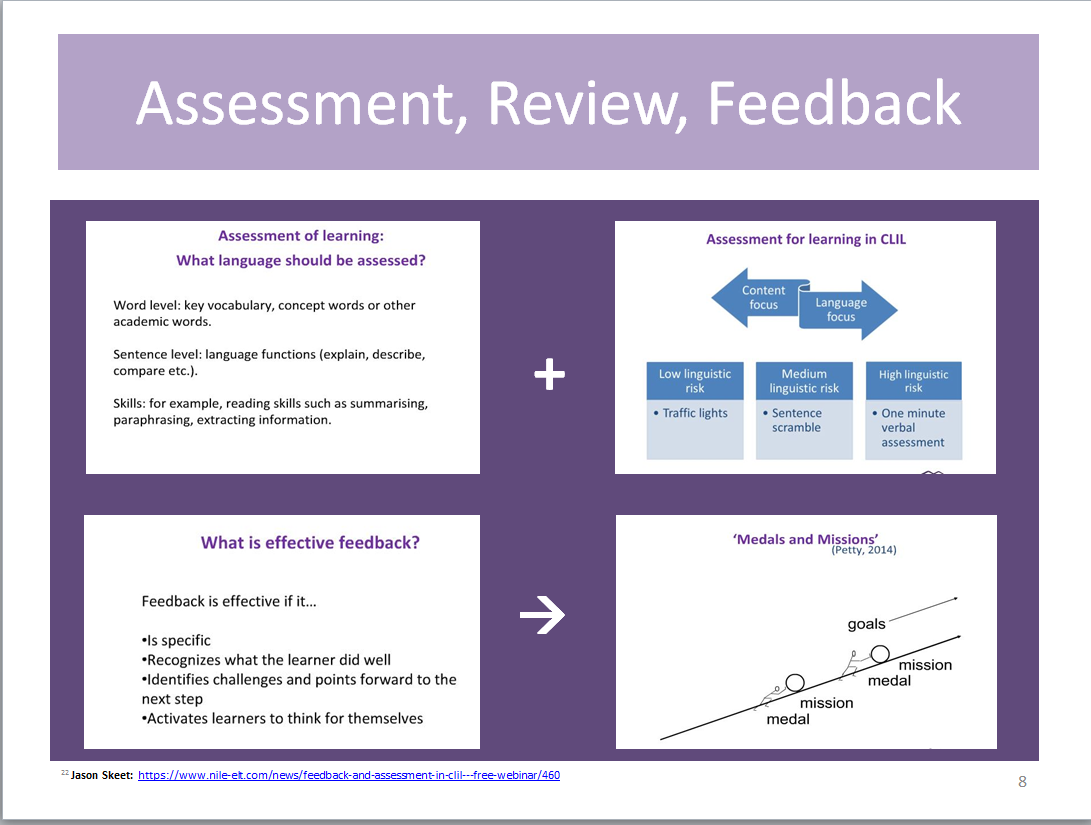 Assessment, Review, Feedback
Assessment of learning:
What language should be assessed?
Word level: key vocabulary, concept words or other
academic words.
Sentence level: language functions (explain, describe,
compare etc.).
Skills: for example, reading skills such as summarising,
paraphrasing, extracting information.
+
Assessment for learning in CLIL
Content
focus
Language
focus
Low linguistic
risk
• Traffic lights
Medium
linguistic risk
• Sentence
scramble
High linguistic
risk
• One minute
verbal
assessment
What is effective feedback?
Feedback is effective if it...
•Is specific
•Recognizes what the learner did well
•Identifies challenges and points forward to the
next step
•Activates learners to think for themselves
→
‘Medals and Missions’
(Petty, 2014)
goals
mission
medal
mission
medal
22 Jason Skeet: https://www.nile-elt.com/news/feedback-and-assessment-in-clil---free-webinar/460
8